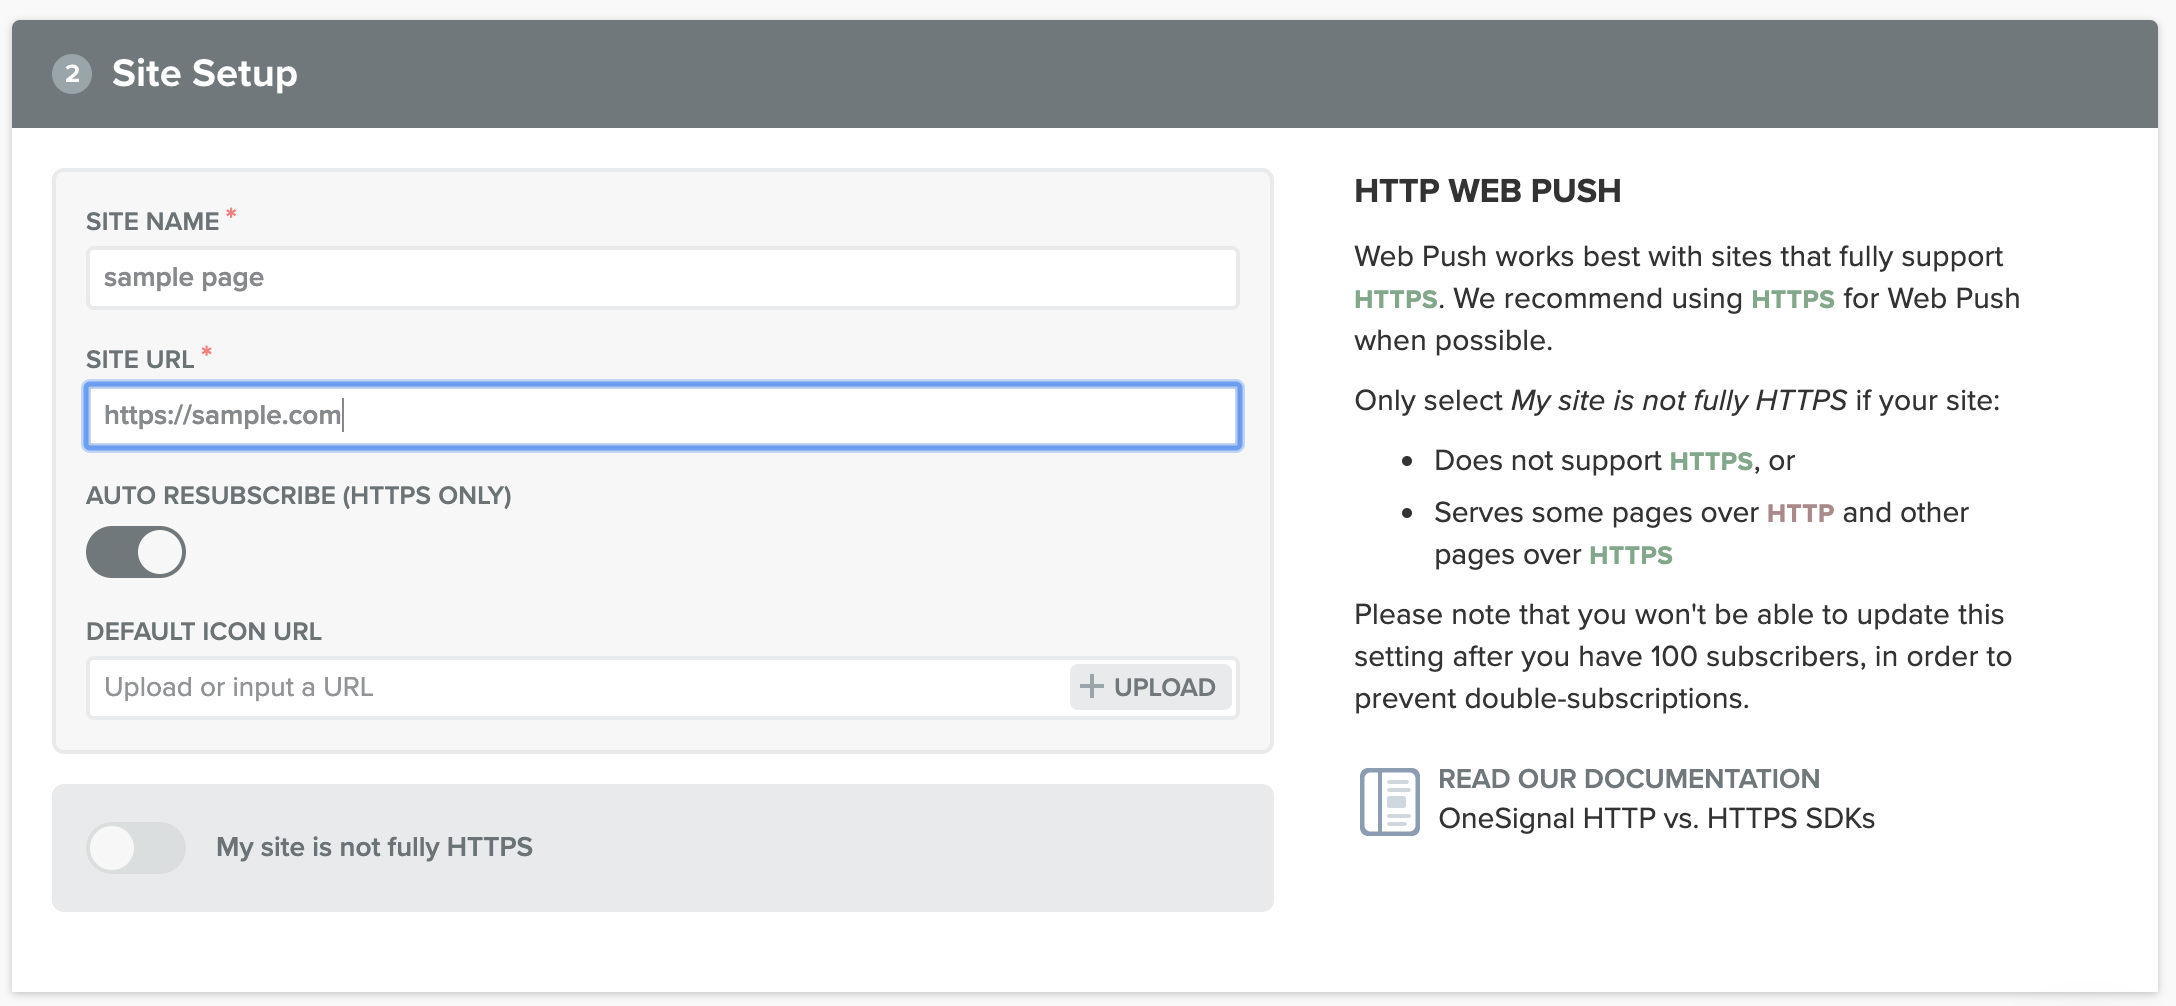 2 Site Setup
SITE NAME *
sample page
SITE URL *
https://sample.com
AUTO RESUBSCRIBE (HTTPS ONLY)
DEFAULT ICON URL
Upload or input a URL
+ UPLOAD
My site is not fully HTTPS
HTTP WEB PUSH
Web Push works best with sites that fully support
HTTPS. We recommend using HTTPS for Web Push
when possible.
Only select My site is not fully HTTPS if your site:
• Does not support HTTPS, or
• Serves some pages over HTTP and other
pages over HTTPS
Please note that you won't be able to update this
setting after you have 100 subscribers, in order to
prevent double-subscriptions.
READ OUR DOCUMENTATION
OneSignal HTTP vs. HTTPS SDKs